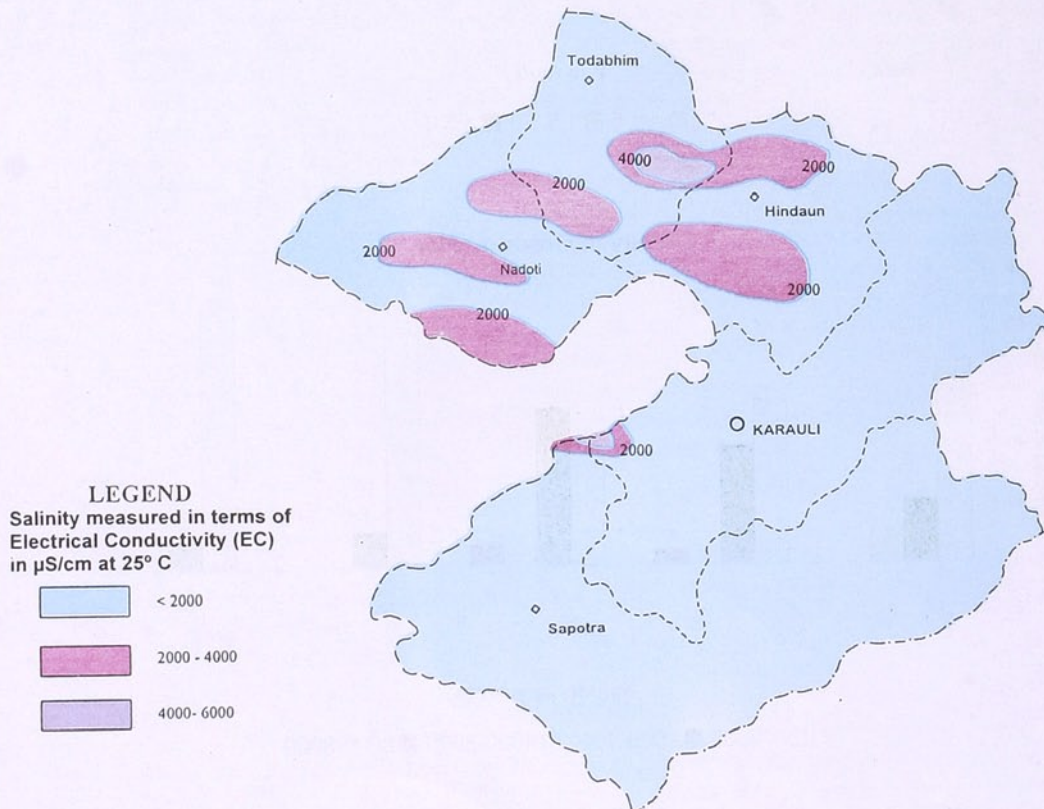 Todabhim
4000
2000
2000
Hindaun
2000
Nadoti
2000
2000
2000
KARAULI
2000
LEGEND
Salinity measured in terms of
Electrical Conductivity (EC)
in µS/cm at 25º C
< 2000
2000 - 4000
4000- 6000
Sapotra